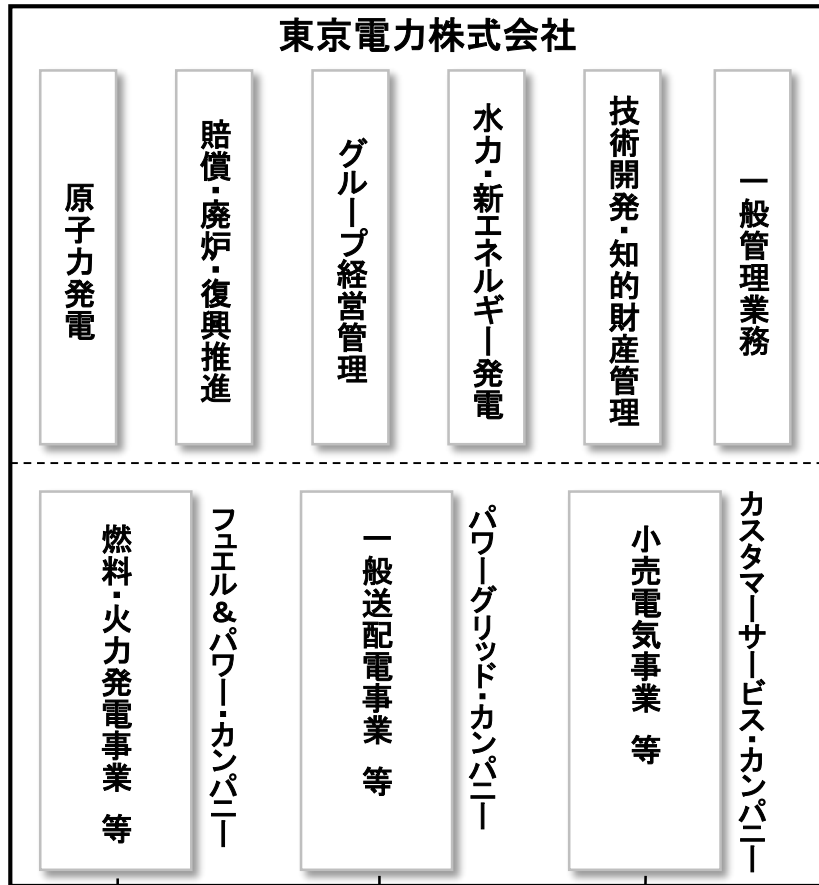 東京電力株式会社
原子力発電
賠償・廃炉・復興推進
グループ経営管理
水力・新エネルギー発電
技術開発・知的財産管理
一般管理業務
燃料・火力発電事業 等
フュエル&パワー・カンパニー
一般送配電事業 等
パワーグリッド・カンパニー
小売電気事業 等
カスタマーサービス・カンパニー